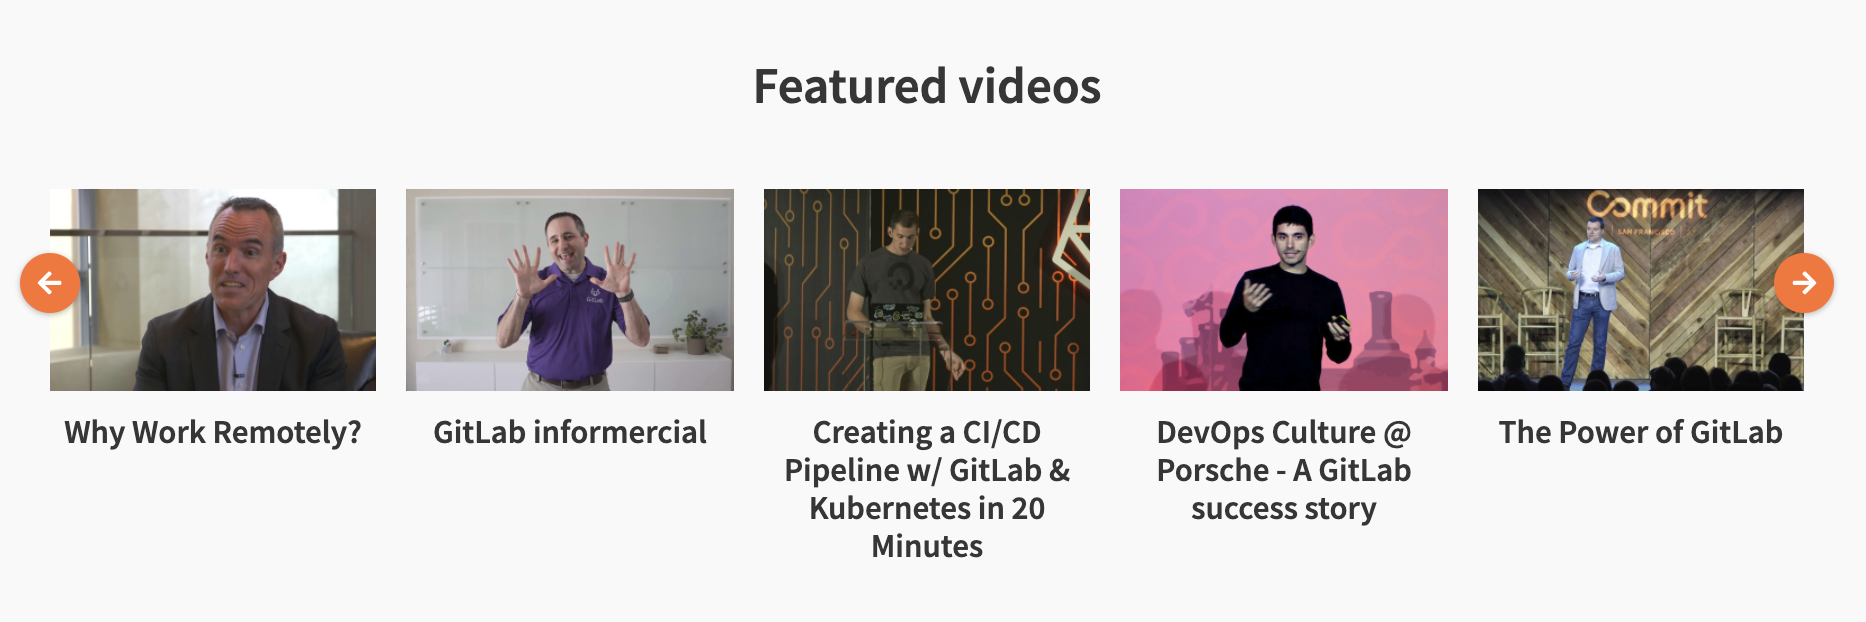 Featured videos
Commit
SAN FRANCISCO
GitLab
Why Work Remotely?
GitLab informercial
Creating a CI/CD
Pipeline w/ GitLab &
Kubernetes in 20
Minutes
DevOps Culture @
Porsche - A GitLab
success story
The Power of GitLab